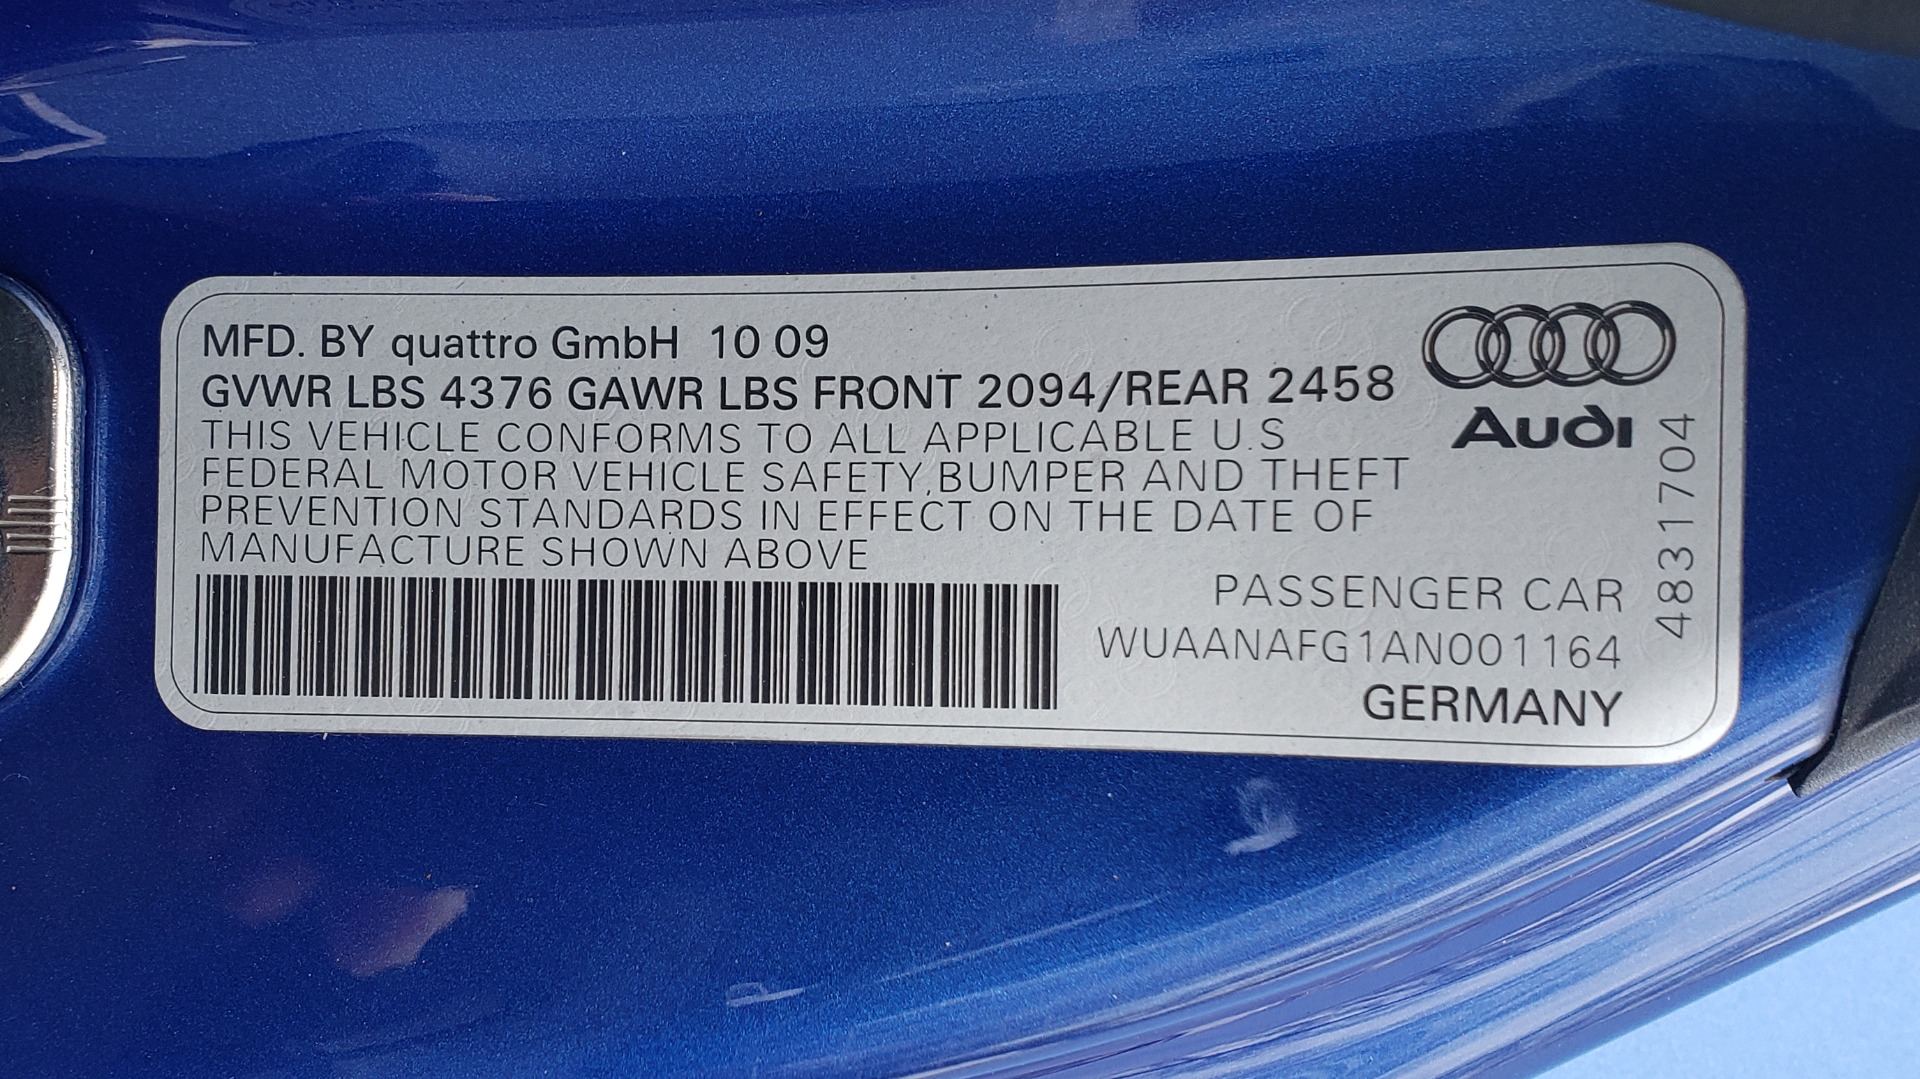 MFD. BY quattro GmbH 10 09
GVWR LBS 4376 GAWR LBS FRONT 2094/REAR 2458
THIS VEHICLE CONFORMS TO ALL APPLICABLE U.S
FEDERAL MOTOR VEHICLE SAFETY,BUMPER AND THEFT
PREVENTION STANDARDS IN EFFECT ON THE DATE OF
MANUFACTURE SHOWN ABOVE
Audi
4831704
PASSENGER CAR
WUAANAFG1AN001164
GERMANY